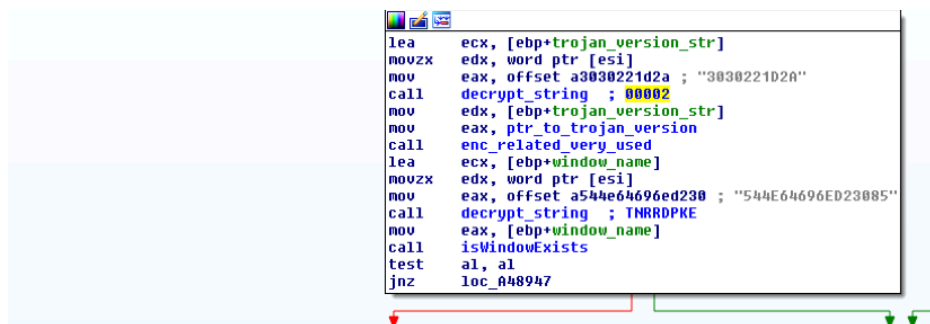 lea ecx, [ebp+trojan_version_str]
movzx edx, word ptr [esi]
mov eax, offset a3030221d2a ; "3030221D2A"
call decrypt_string ; 00002
mov edx, [ebp+trojan_version_str]
mov eax, ptr_to_trojan_version
call enc_related_very_used
lea ecx, [ebp+window_name]
movzx edx, word ptr [esi]
mov eax, offset a544e64696ed230 ; "544E64696ED23085"
call decrypt_string ; TNRRDPKE
mov eax, [ebp+window_name]
call isWindowExists
test al, al
jnz loc_A48947